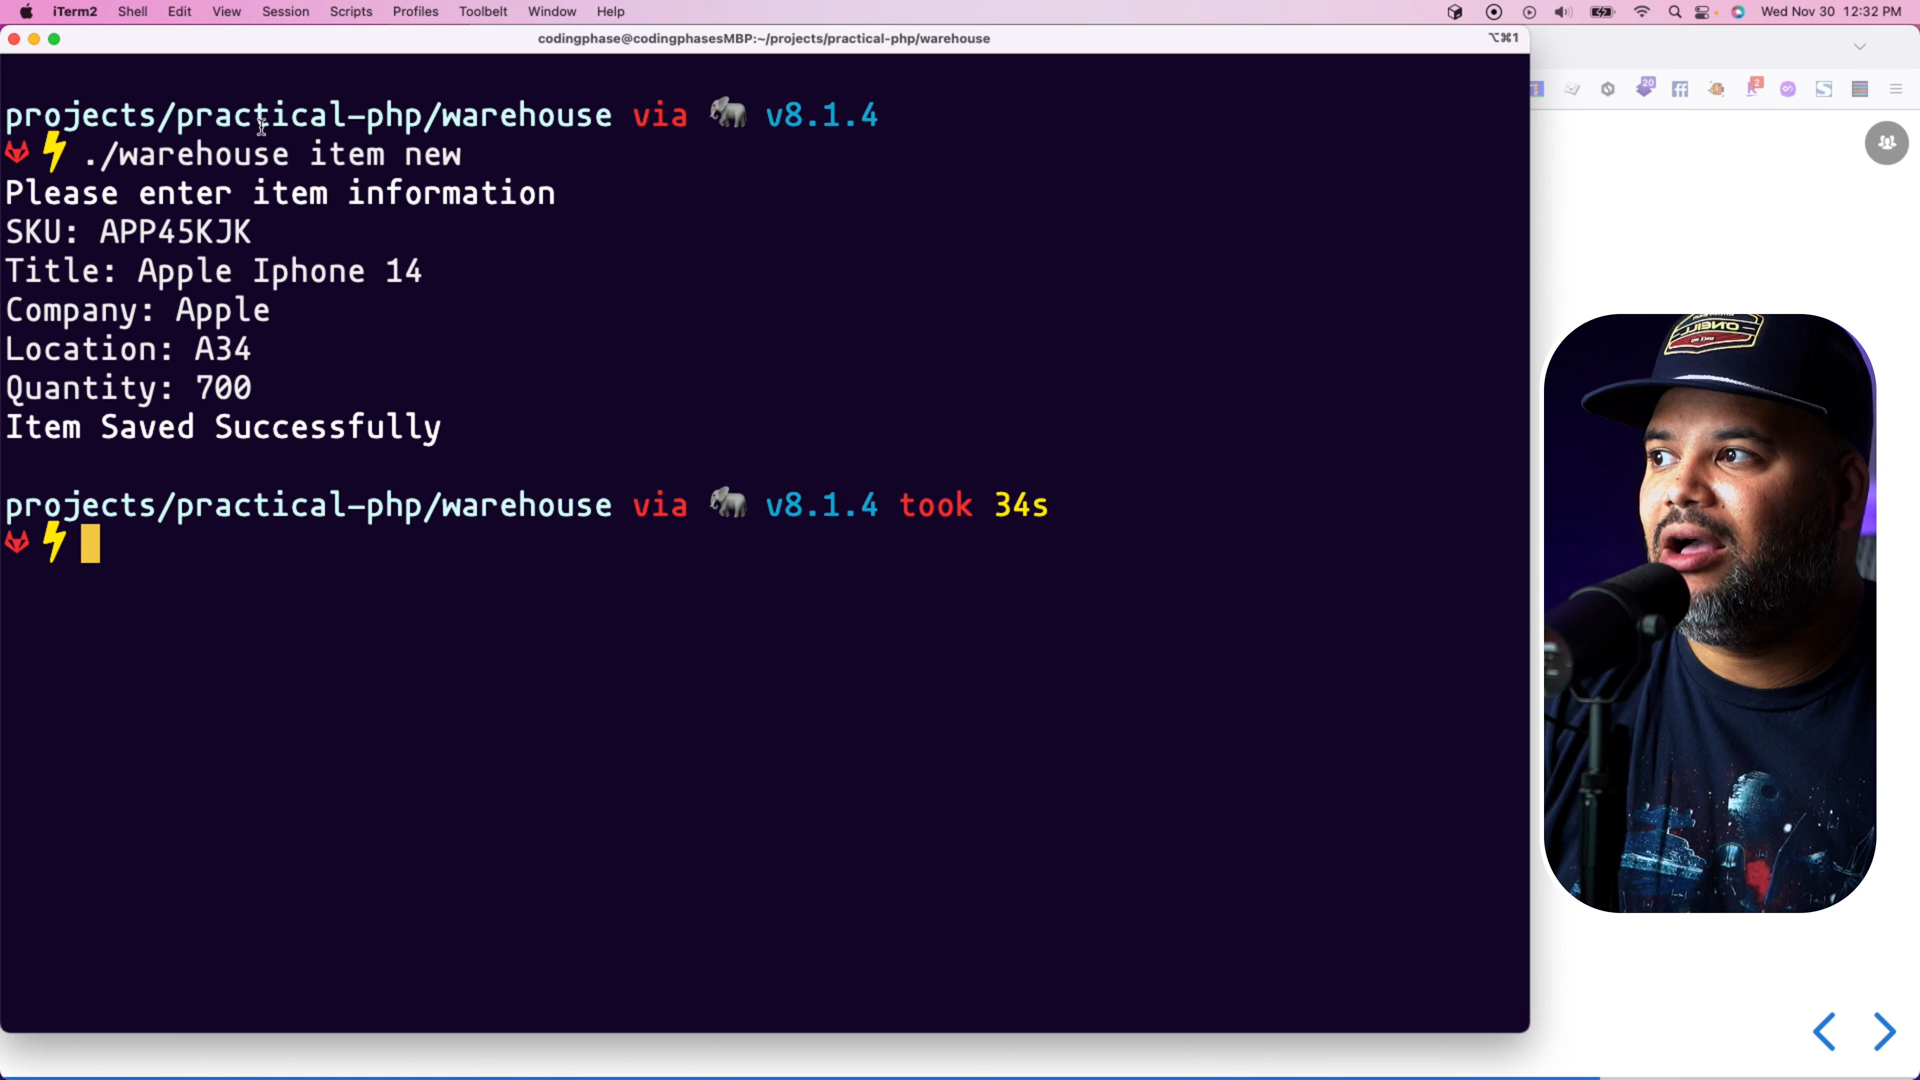 iTerm2 Shell Edit View Session Scripts Profiles Toolbelt Window Help Wed Nov 30 12:32 PM
codingphase@codingphasesMBP:~/projects/practical-php/warehouse ⌥⌘1
projects/practical-php/warehouse via 🐘 v8.1.4
⚡ ./warehouse item new
Please enter item information
SKU: APP45KJK
Title: Apple Iphone 14
Company: Apple
Location: A34
Quantity: 700
Item Saved Successfully
projects/practical-php/warehouse via 🐘 v8.1.4 took 34s
⚡
20
2
O'NEILL